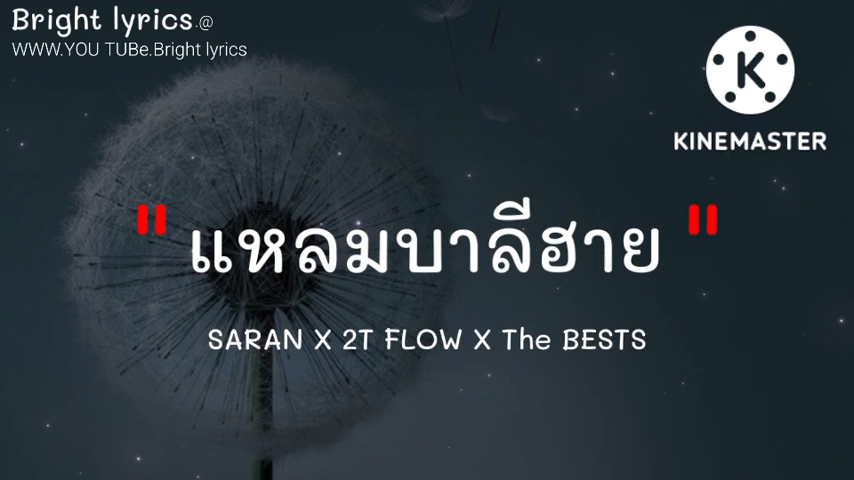 Bright lyrics.@
WWW.YOU TUBe.Bright lyrics
K
KINEMASTER
" แหลมบาลีฮาย "
SARAN X 2T FLOW X The BESTS